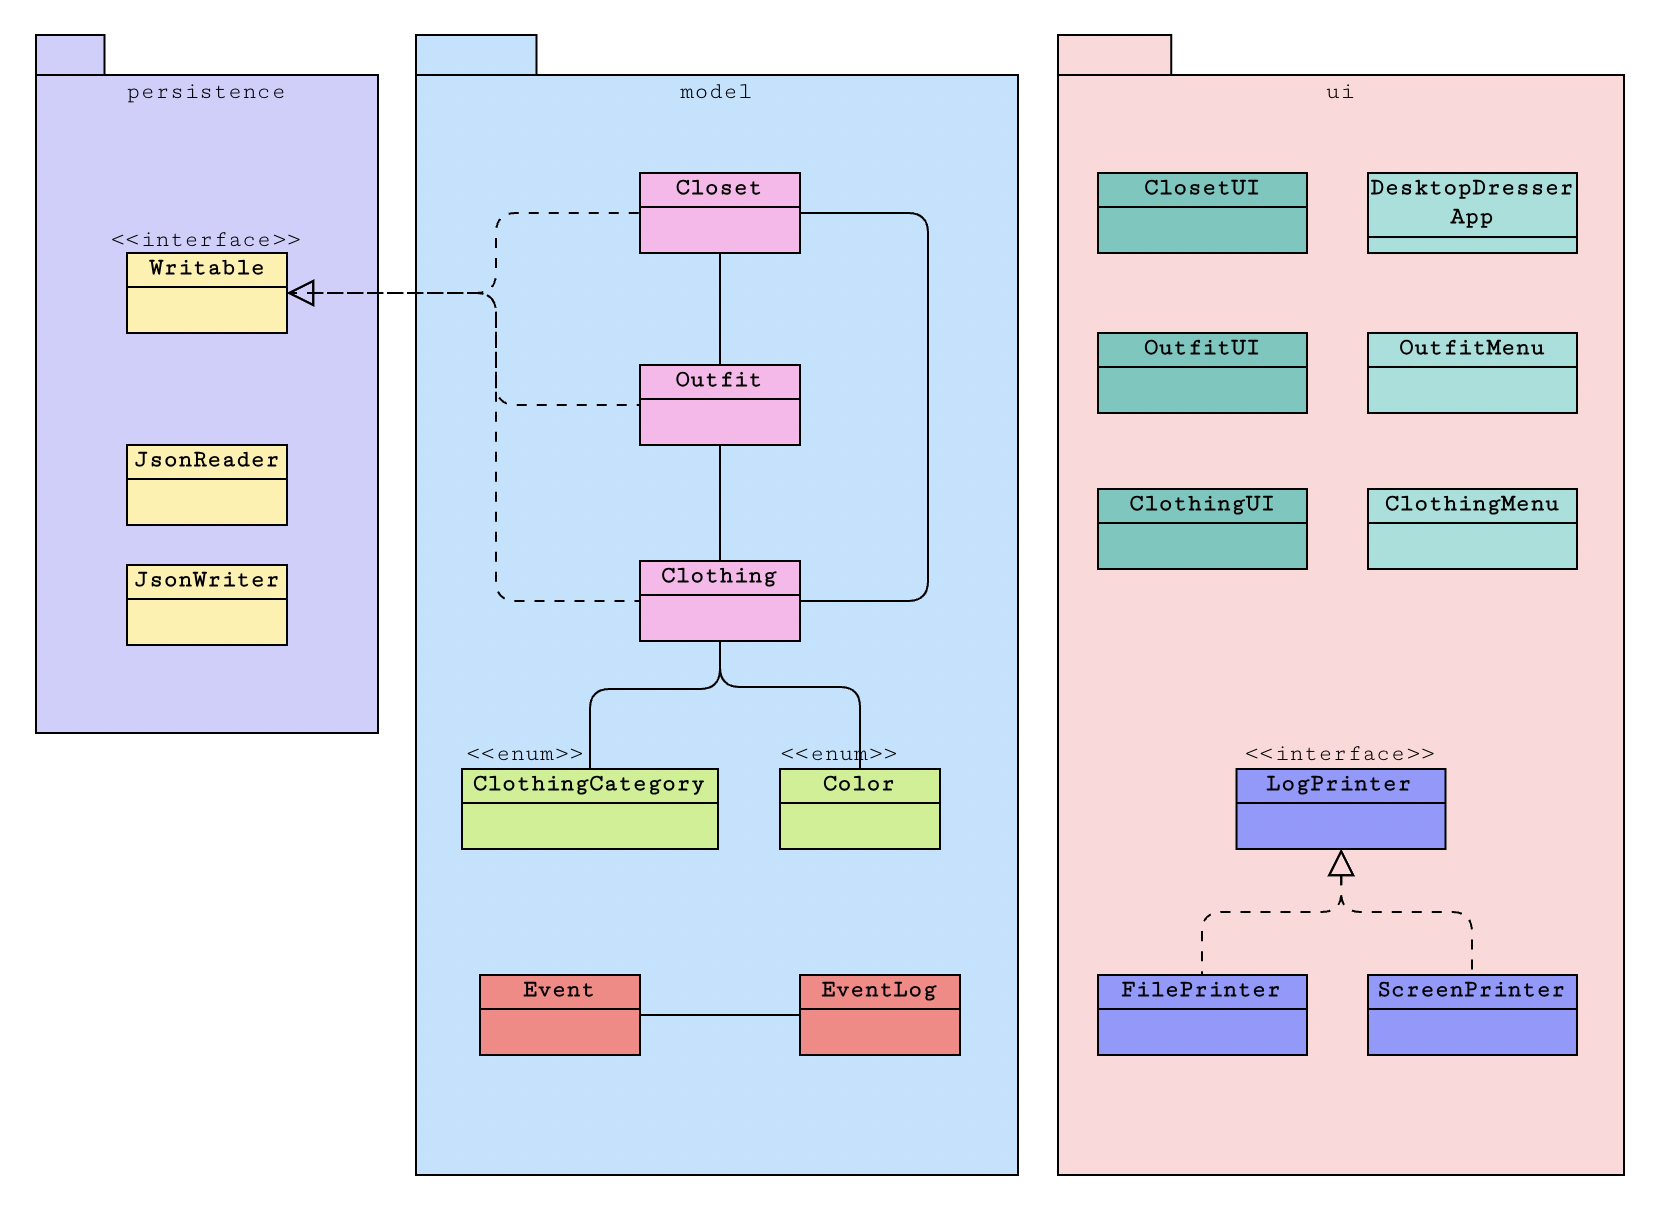 persistence
<<interface>>
Writable
JsonReader
JsonWriter
model
Closet
Outfit
Clothing
<<enum>>
ClothingCategory
<<enum>>
Color
Event
EventLog
ui
ClosetUI
DesktopDresser
App
OutfitUI
OutfitMenu
ClothingUI
ClothingMenu
<<interface>>
LogPrinter
FilePrinter
ScreenPrinter